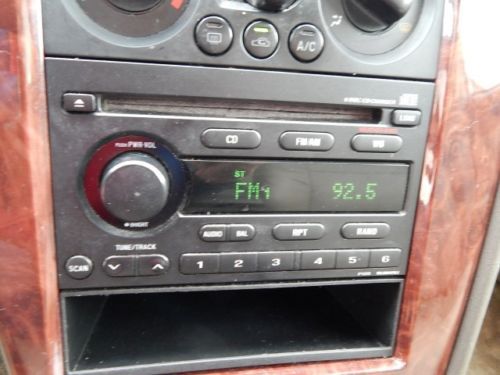 A/C
LOAD
CD FM/AM WB
PUSH PWR·VOL
ST
FM1 92.5
AUDIO BAL RPT BAND
TUNE/TRACK
SCAN 1 2 3 4 5 6